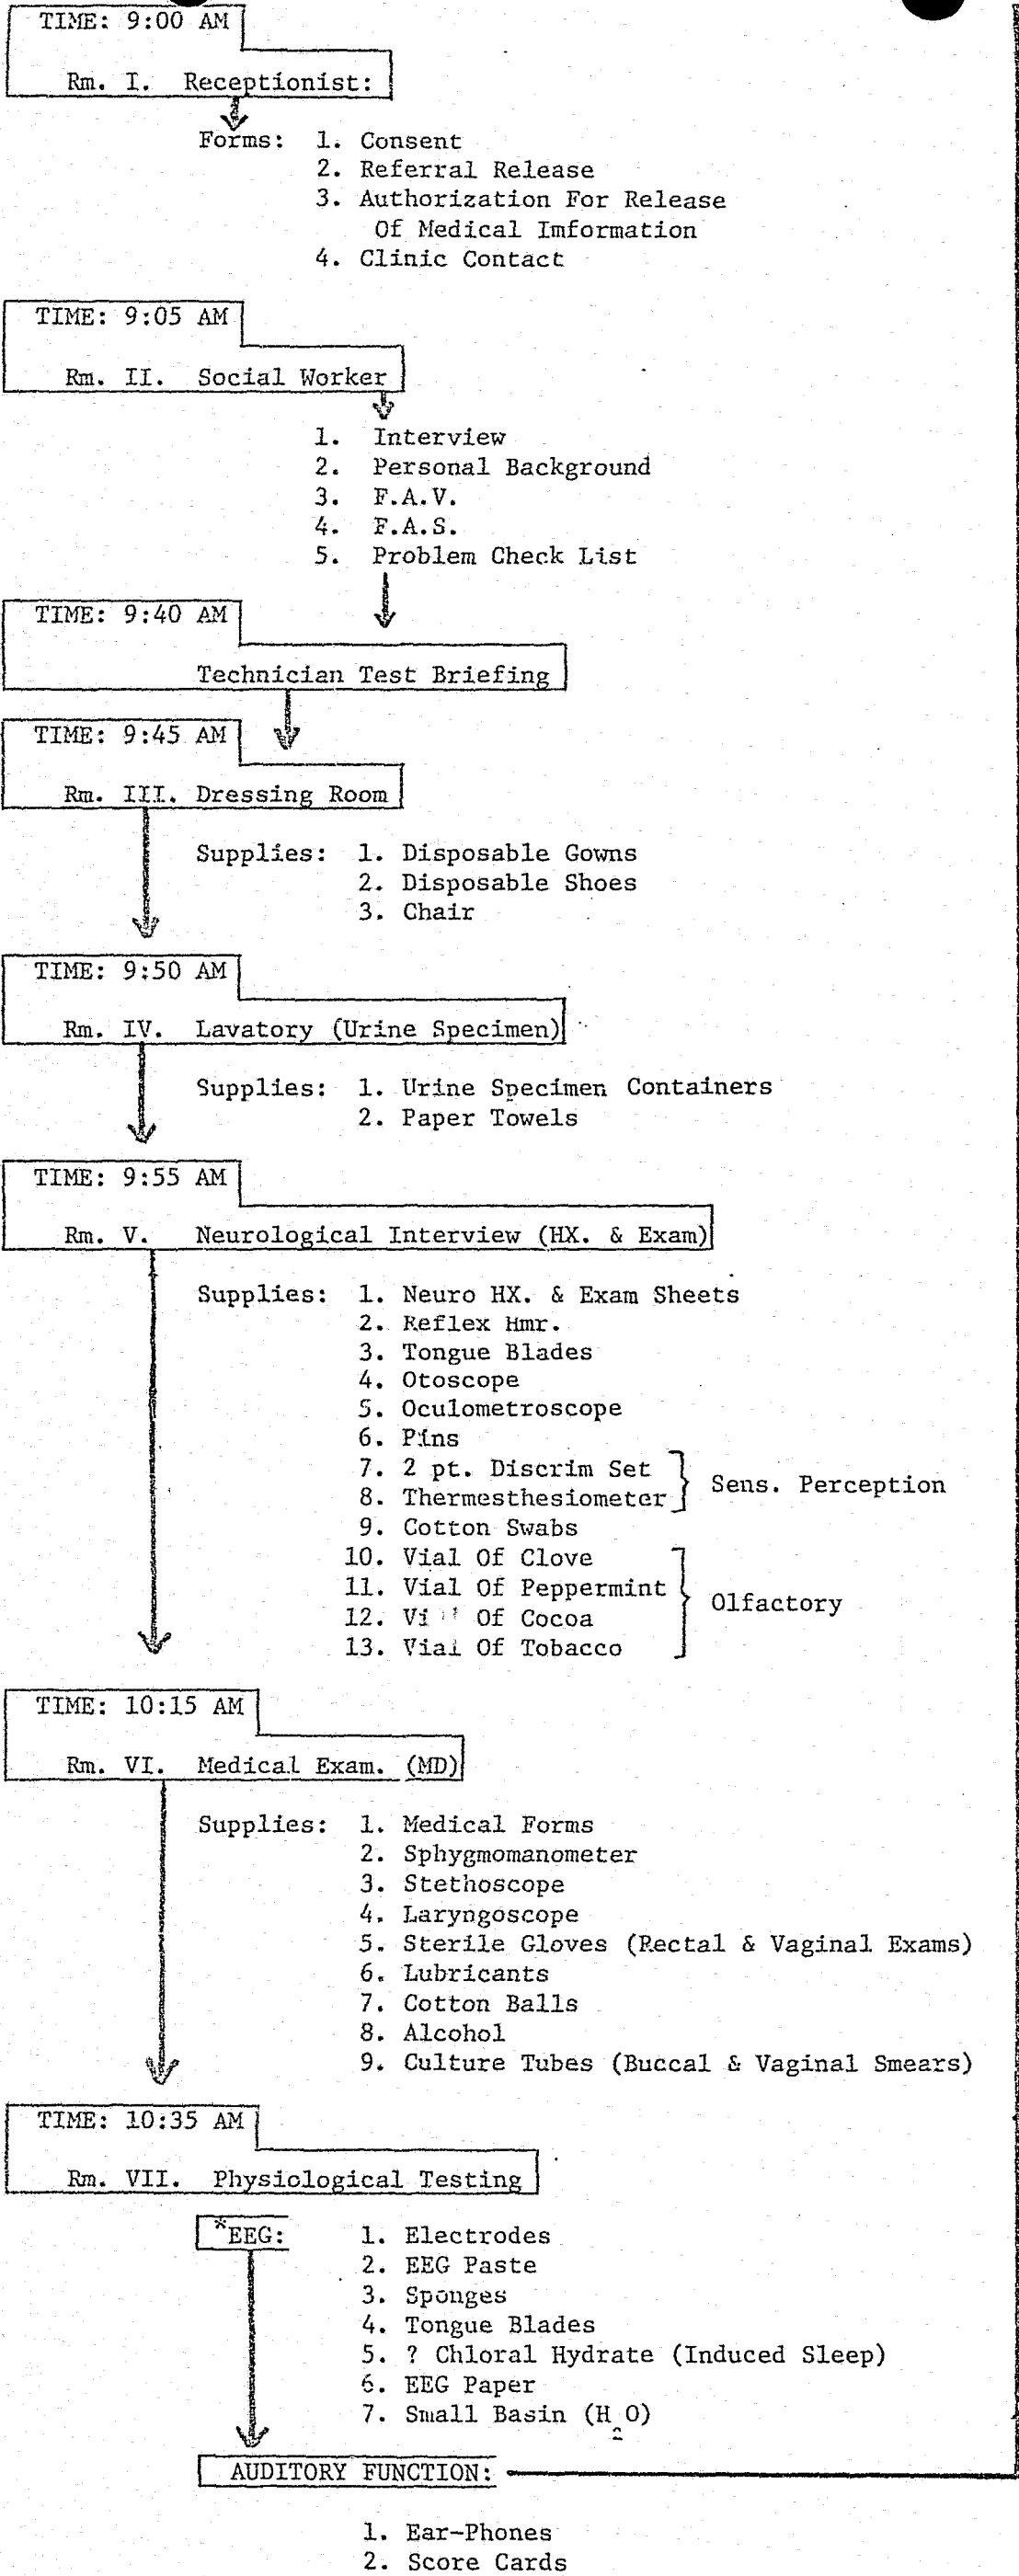 TIME: 9:00 AM
Rm. I. Receptionist:
Forms: 1. Consent
2. Referral Release
3. Authorization For Release
Of Medical Imformation
4. Clinic Contact
TIME: 9:05 AM
Rm. II. Social Worker
1. Interview
2. Personal Background
3. F.A.V.
4. F.A.S.
5. Problem Check List
TIME: 9:40 AM
Technician Test Briefing
TIME: 9:45 AM
Rm. III. Dressing Room
Supplies: 1. Disposable Gowns
2. Disposable Shoes
3. Chair
TIME: 9:50 AM
Rm. IV. Lavatory (Urine Specimen)
Supplies: 1. Urine Specimen Containers
2. Paper Towels
TIME: 9:55 AM
Rm. V. Neurological Interview (HX. & Exam)
Supplies: 1. Neuro HX. & Exam Sheets
2. Reflex Hmr.
3. Tongue Blades
4. Otoscope
5. Oculometroscope
6. Pins
7. 2 pt. Discrim Set
Sens. Perception
8. Thermesthesiometer
9. Cotton Swabs
10. Vial Of Clove
11. Vial Of Peppermint
Olfactory
12. Of Cocoa
13. Vial Of Tobacco
TIME: 10:15 AM
Rm. VI. Medical Exam. (MD)
Supplies: 1. Medical Forms
2. Sphygmomanometer
3. Stethoscope
4. Laryngoscope
5. Sterile Gloves (Rectal & Vaginal Exams)
6. Lubricants
7. Cotton Balls
8. Alcohol
9. Culture Tubes (Buccal & Vaginal Smears)
TIME: 10:35 AM
Rm. VII. Physiological Testing
*EEG: 1. Electrodes
2. EEG Paste
3. Sponges
4. Tongue Blades
5. ? Chloral Hydrate (Induced Sleep)
6. EEG Paper
7. Small Basin (H2O)
AUDITORY FUNCTION:
1. Ear-Phones
2. Score Cards